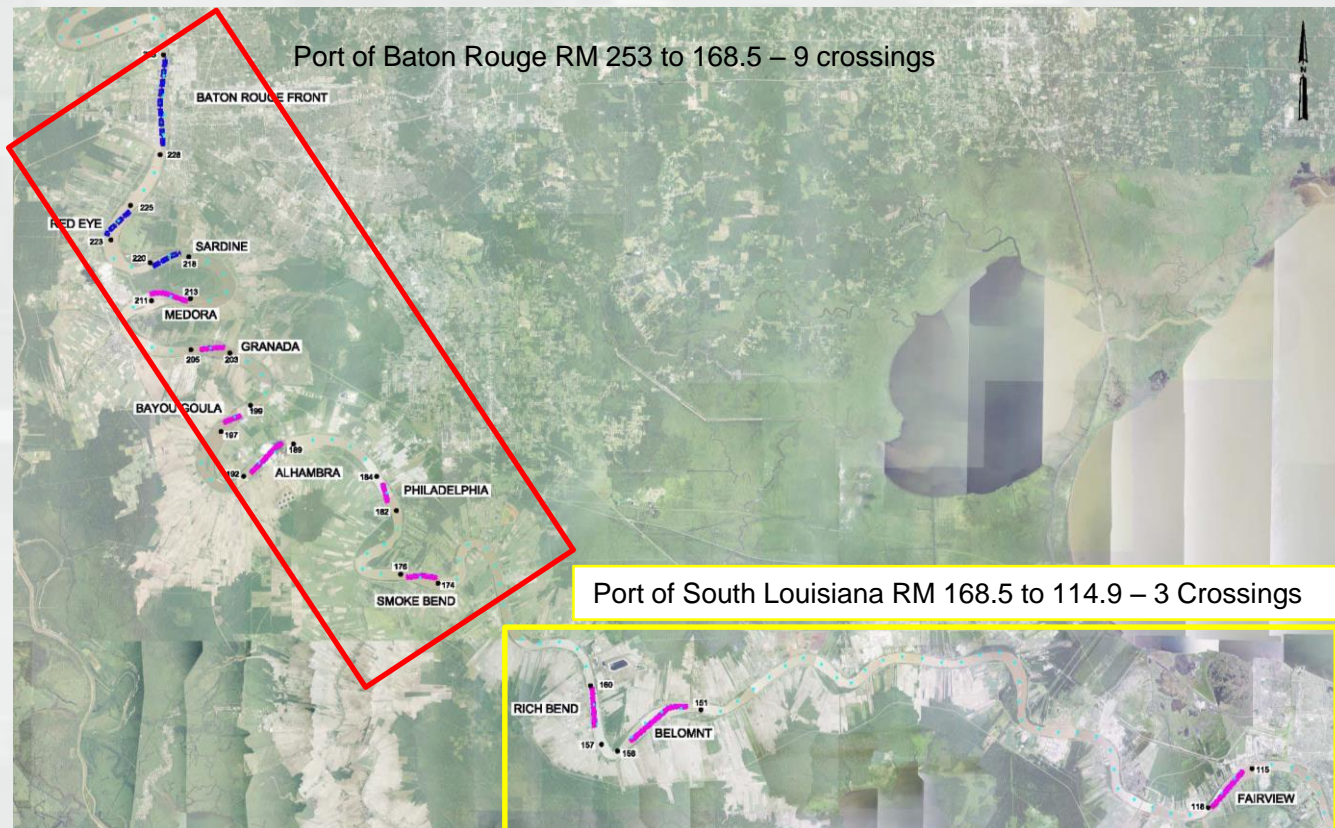 Port of Baton Rouge RM 253 to 168.5 – 9 crossings
N
BATON ROUGE FRONT
228
225
RED EYE
223
SARDINE
220
218
213
211
MEDORA
GRANADA
205
203
BAYOU GOULA
199
197
189
192
ALHAMBRA
184
PHILADELPHIA
182
176
174
SMOKE BEND
Port of South Louisiana RM 168.5 to 114.9 – 3 Crossings
160
RICH BEND
151
BELOMNT
157
156
115
FAIRVIEW
118